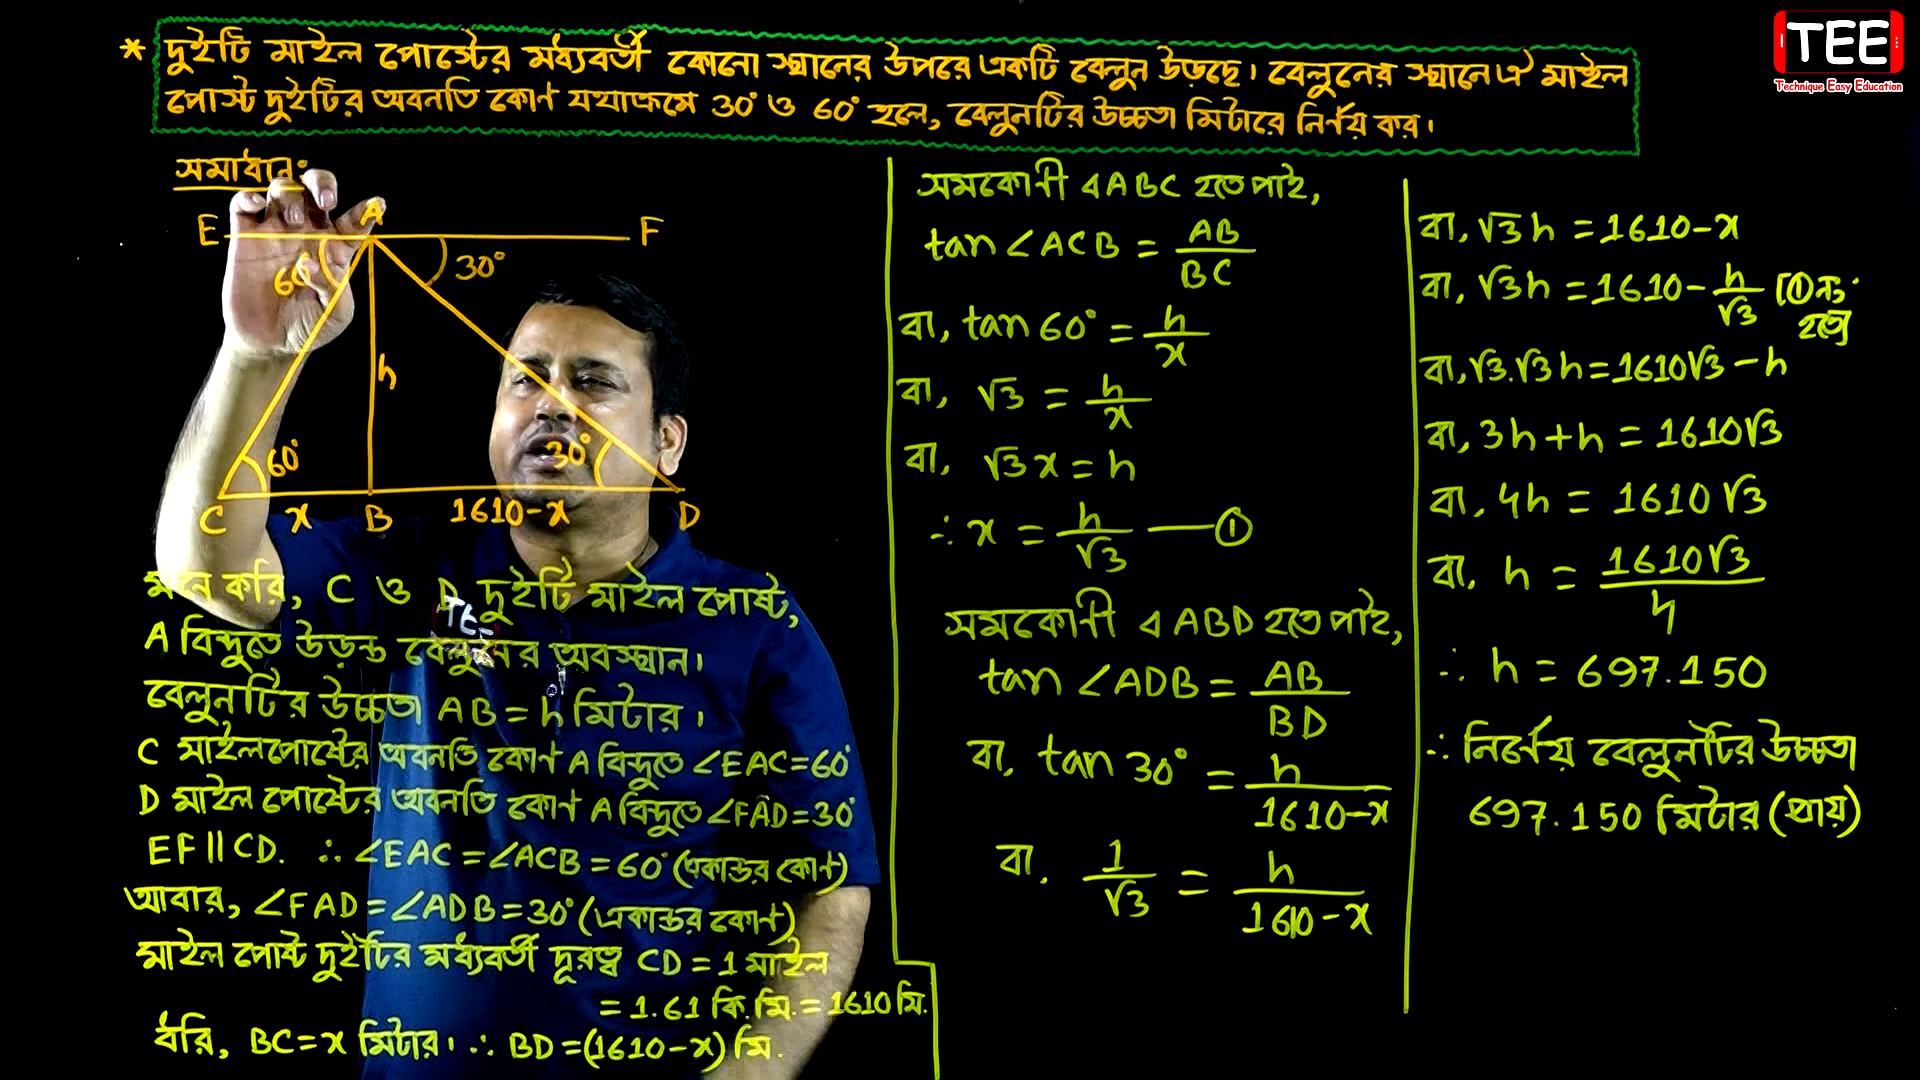 * দুইটি মাইল পোস্টের মধ্যবর্তী কোনো স্থানের উপরে একটি বেলুন উড়ছে। বেলুনের স্থানে ঐ মাইল
পোস্ট দুইটির অবনতি কোণ যথাক্রমে 30° ও 60° হলে, বেলুনটির উচ্চতা মিটারে নির্ণয় কর।
TEE
Technique Easy Education
সমাধান:
E A F
60 30°
h
60° 30°
C x B 1610-x D
মনে করি, C ও D দুইটি মাইল পোষ্ট,
A বিন্দুতে উড়ন্ত বেলুনের অবস্থান।
বেলুনটির উচ্চতা AB = h মিটার।
C মাইলপোষ্টের অবনতি কোণ A বিন্দুতে ∠EAC=60°
D মাইল পোষ্টের অবনতি কোণ A বিন্দুতে ∠FAD=30°
EF||CD. ∴ ∠EAC = ∠ACB = 60° (একান্তর কোণ)
আবার, ∠FAD = ∠ADB = 30° (একান্তর কোণ)
মাইল পোষ্ট দুইটির মধ্যবর্তী দূরত্ব CD = 1 মাইল
= 1.61 কি.মি. = 1610 মি.
ধরি, BC = x মিটার। ∴ BD = (1610-x) মি.
TEE
সমকোণী ⊿ABC হতে পাই,
tan ∠ACB = AB/BC
বা, tan 60° = h/x
বা, √3 = h/x
বা, √3 x = h
∴ x = h/√3 — ①
সমকোণী ⊿ABD হতে পাই,
tan ∠ADB = AB/BD
বা, tan 30° = h/1610-x
বা, 1/√3 = h/1610-x
বা, √3 h = 1610-x
বা, √3 h = 1610 - h/√3 [① নং হতে]
বা, √3.√3 h = 1610√3 - h
বা, 3h + h = 1610√3
বা, 4h = 1610√3
বা, h = 1610√3/4
∴ h = 697.150
∴ নির্ণেয় বেলুনটির উচ্চতা
697.150 মিটার (প্রায়)